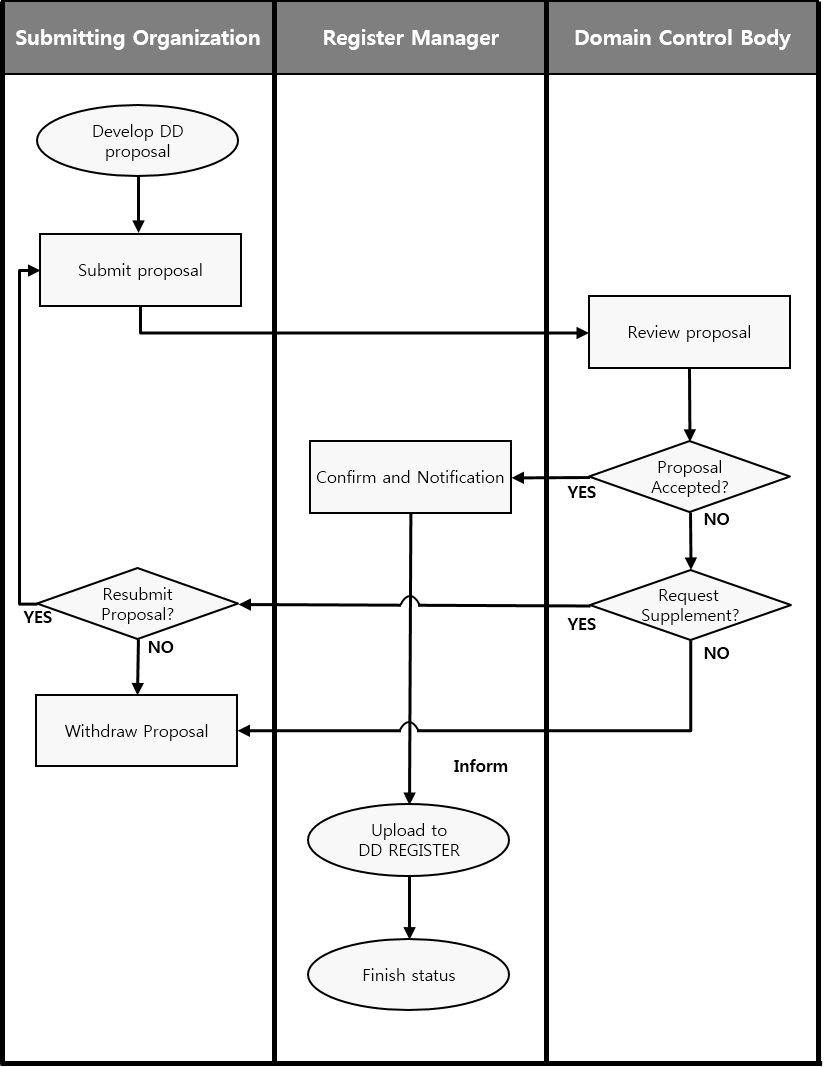 Submitting Organization
Register Manager
Domain Control Body
Develop DD
proposal
Submit proposal
Review proposal
Proposal
Accepted?
YES
NO
Confirm and Notification
Request
Supplement?
YES
NO
Resubmit
Proposal?
YES
NO
Withdraw Proposal
Inform
Upload to
DD REGISTER
Finish status